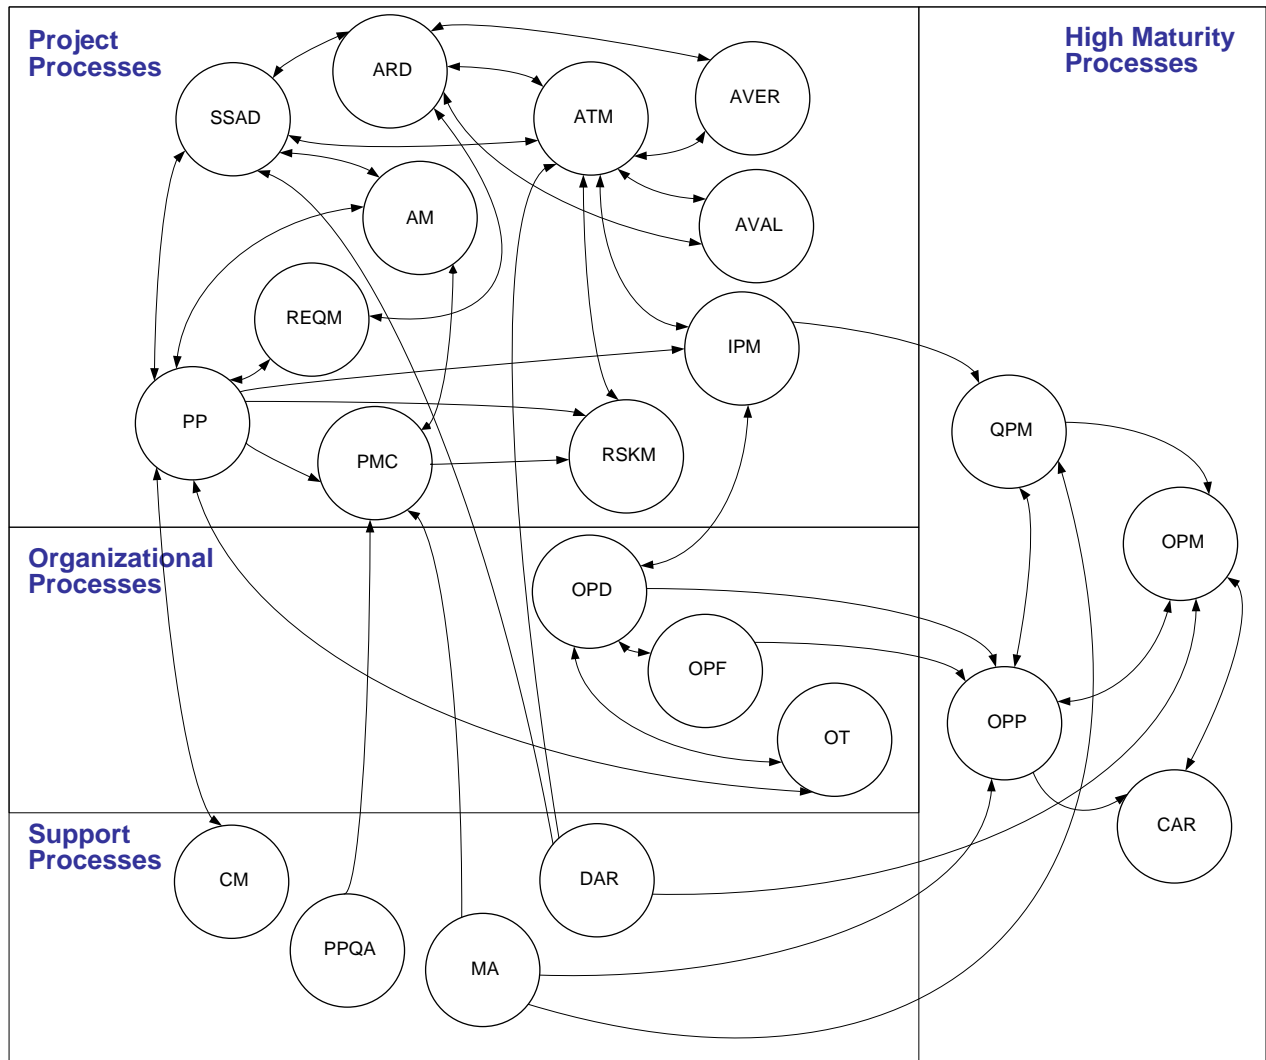 Project
Processes
High Maturity
Processes
ARD
AVER
SSAD
ATM
AM
AVAL
REQM
IPM
PP
QPM
PMC
RSKM
OPM
Organizational
Processes
OPD
OPF
OPP
OT
CAR
Support
Processes
CM
DAR
PPQA
MA